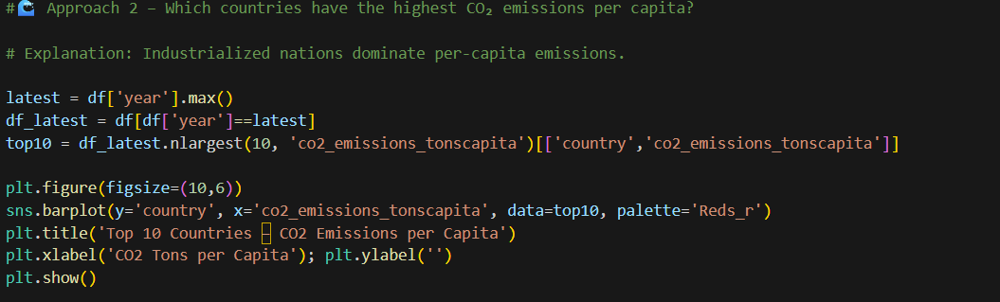 #🌊 Approach 2 – Which countries have the highest CO₂ emissions per capita?
# Explanation: Industrialized nations dominate per-capita emissions.
latest = df['year'].max()
df_latest = df[df['year']==latest]
top10 = df_latest.nlargest(10, 'co2_emissions_tonscapita')[['country','co2_emissions_tonscapita']]
plt.figure(figsize=(10,6))
sns.barplot(y='country', x='co2_emissions_tonscapita', data=top10, palette='Reds_r')
plt.title('Top 10 Countries – CO2 Emissions per Capita')
plt.xlabel('CO2 Tons per Capita'); plt.ylabel('')
plt.show()